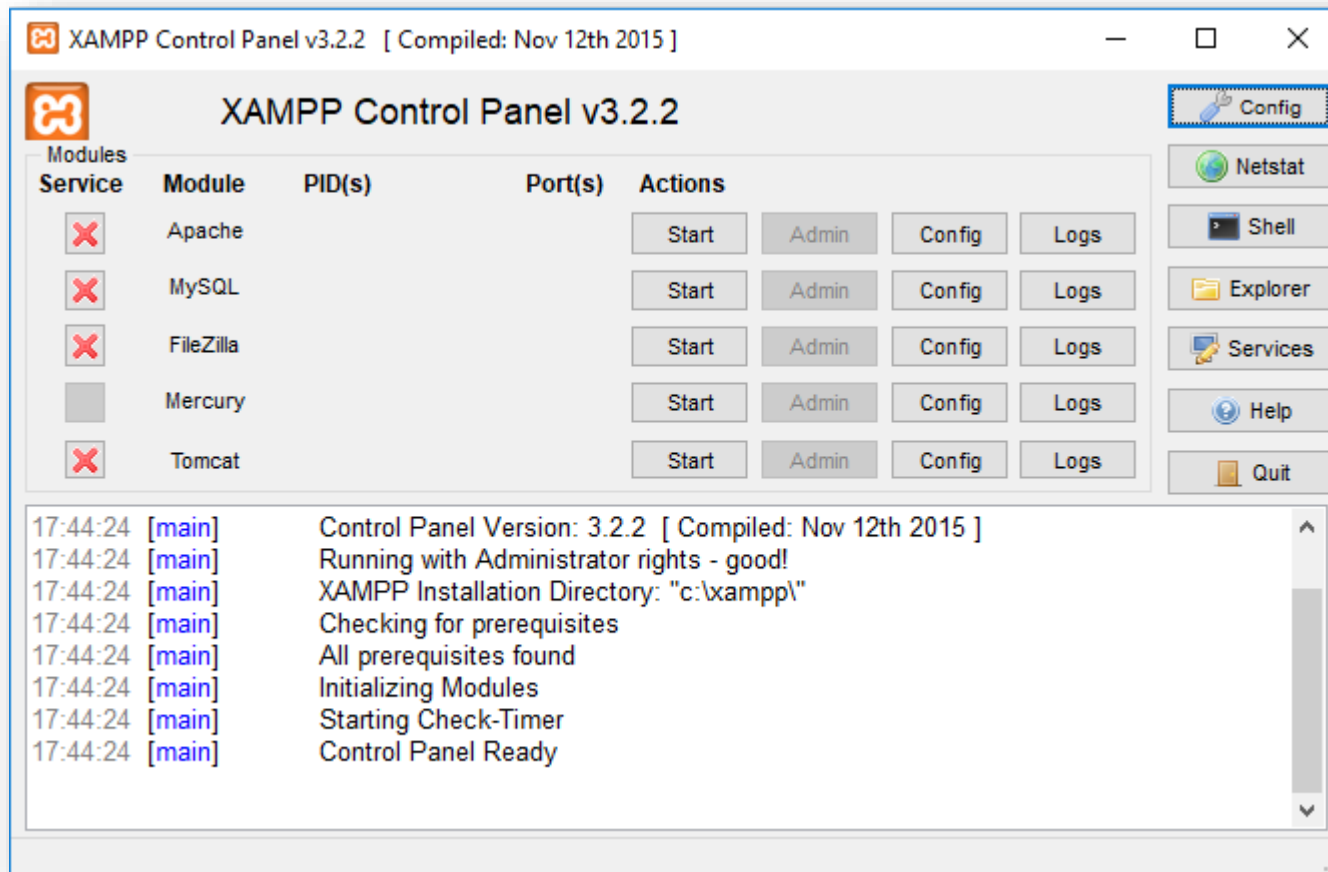 XAMPP Control Panel v3.2.2 [ Compiled: Nov 12th 2015 ]
XAMPP Control Panel v3.2.2
Config
Modules
Service Module PID(s) Port(s) Actions
Netstat
Apache Start Admin Config Logs
Shell
MySQL Start Admin Config Logs
Explorer
FileZilla Start Admin Config Logs
Services
Mercury Start Admin Config Logs
Help
Tomcat Start Admin Config Logs
Quit
17:44:24 [main] Control Panel Version: 3.2.2 [ Compiled: Nov 12th 2015 ]
17:44:24 [main] Running with Administrator rights - good!
17:44:24 [main] XAMPP Installation Directory: "c:\xampp\"
17:44:24 [main] Checking for prerequisites
17:44:24 [main] All prerequisites found
17:44:24 [main] Initializing Modules
17:44:24 [main] Starting Check-Timer
17:44:24 [main] Control Panel Ready